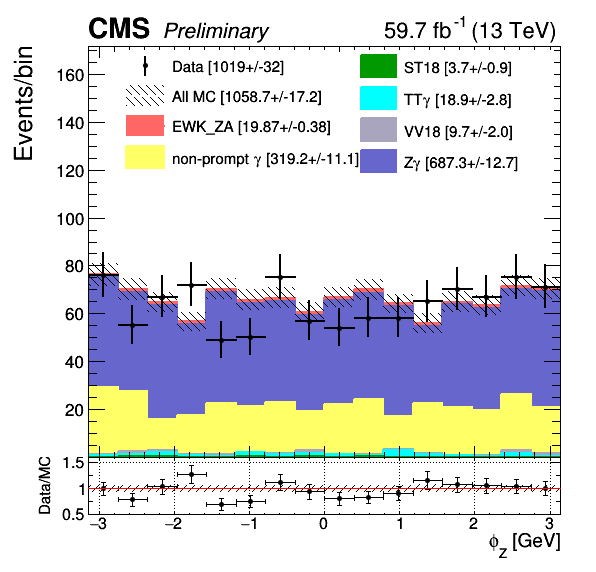 CMS Preliminary 59.7 fb⁻¹ (13 TeV)
Events/bin
160
140
120
100
80
60
40
20
Data [1019+/-32]
All MC [1058.7+/-17.2]
EWK_ZA [19.87+/-0.38]
non-prompt γ [319.2+/-11.1]
ST18 [3.7+/-0.9]
TTγ [18.9+/-2.8]
VV18 [9.7+/-2.0]
Zγ [687.3+/-12.7]
Data/MC
1.5
1
0.5
−3 −2 −1 0 1 2 3
ϕZ [GeV]